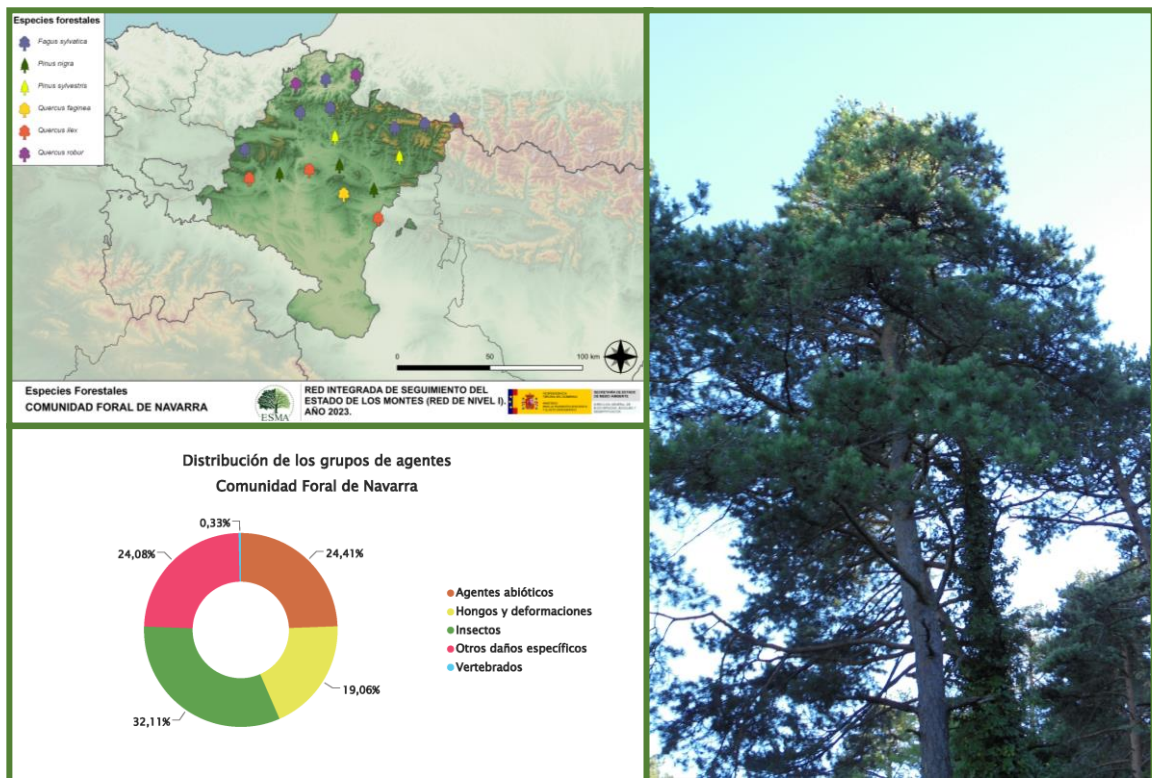 Especies forestales
Fagus sylvatica
Pinus nigra
Pinus sylvestris
Quercus faginea
Quercus ilex
Quercus robur
0 50 100 km
Especies Forestales
COMUNIDAD FORAL DE NAVARRA
ESMA
RED INTEGRADA DE SEGUIMIENTO DEL
ESTADO DE LOS MONTES (RED DE NIVEL I).
AÑO 2023.
Distribución de los grupos de agentes
Comunidad Foral de Navarra
0,33%
24,08%
24,41%
Agentes abióticos
Hongos y deformaciones
Insectos
Otros daños específicos
Vertebrados
19,06%
32,11%